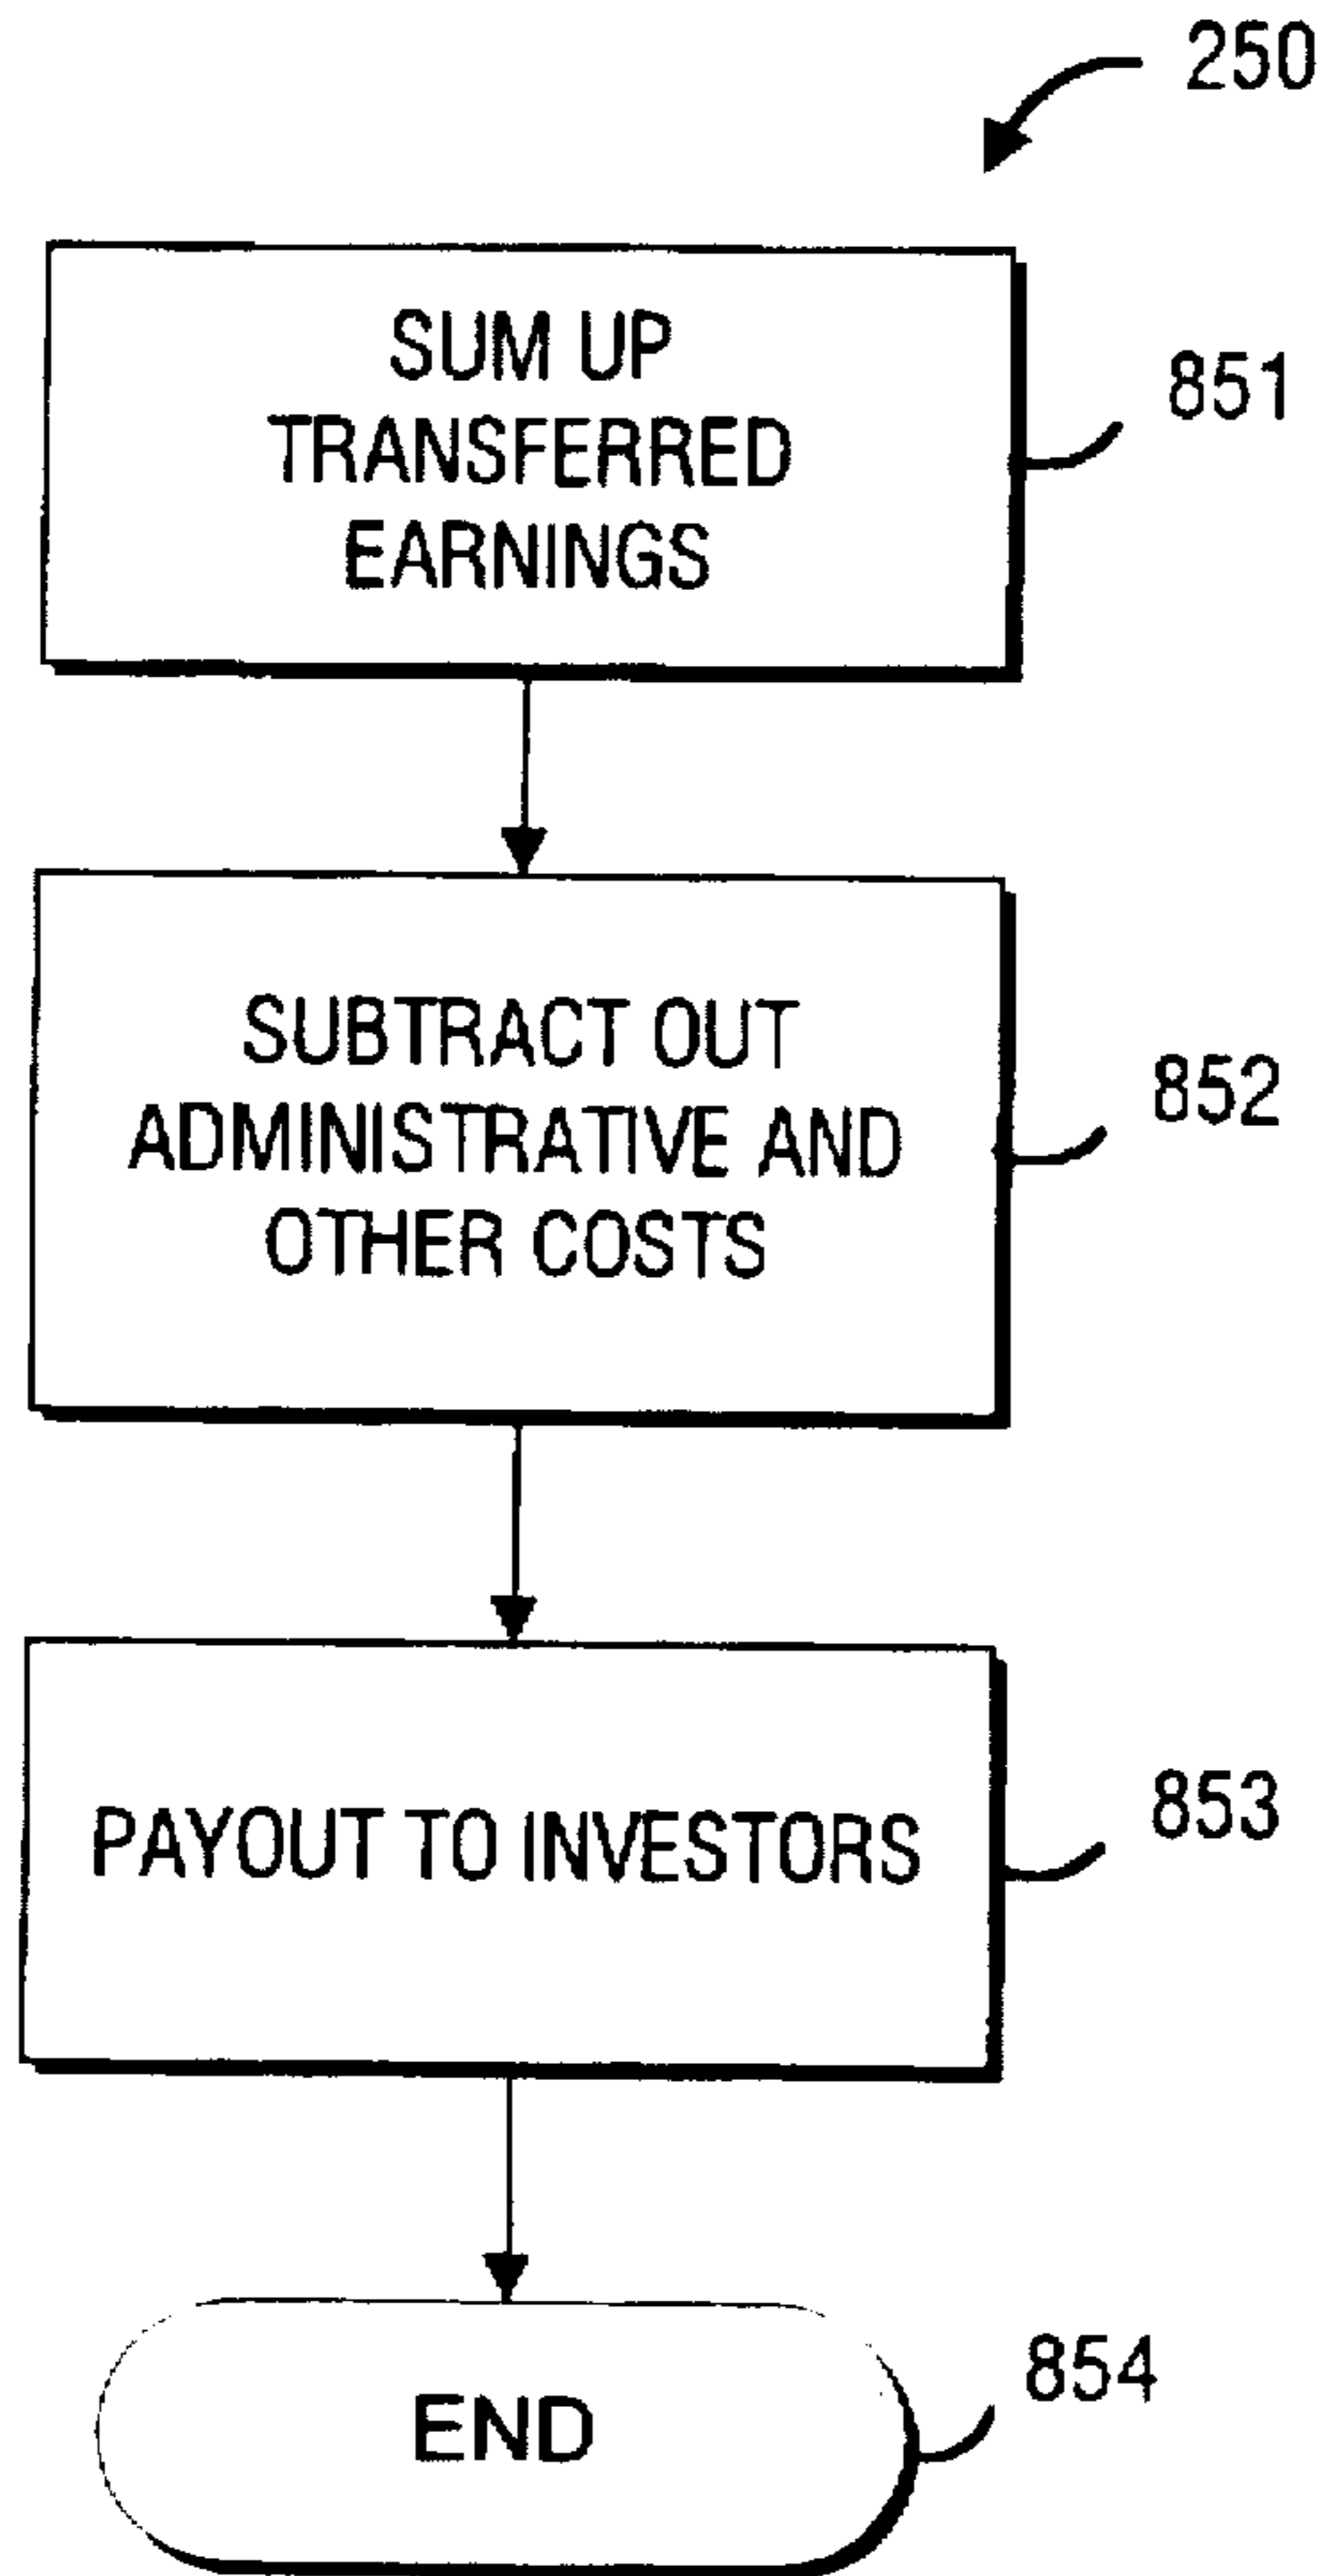 250
SUM UP
TRANSFERRED
EARNINGS
851
SUBTRACT OUT
ADMINISTRATIVE AND
OTHER COSTS
852
PAYOUT TO INVESTORS
853
END
854